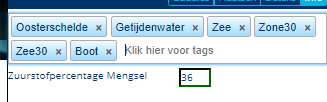 Oosterschelde × Getijdenwater × Zee × Zone30 ×
Zee30 × Boot × Klik hier voor tags
Zuurstofpercentage Mengsel 36